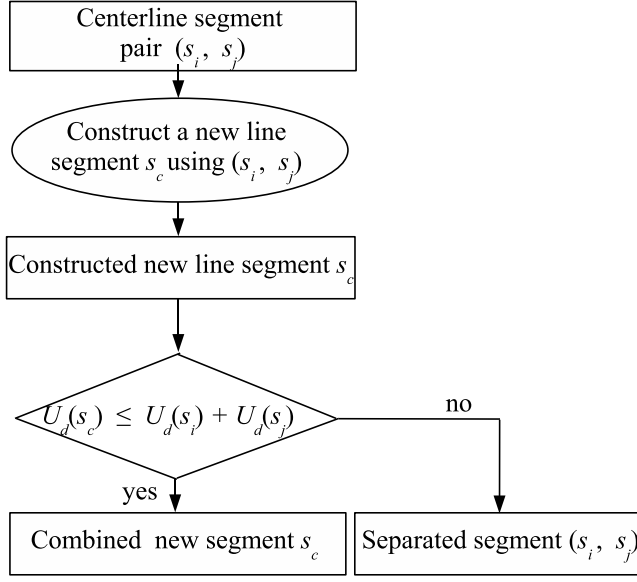 Centerline segment
pair (s_i, s_j)
Construct a new line
segment s_c using (s_i, s_j)
Constructed new line segment s_c
U_d(s_c) ≤ U_d(s_i) + U_d(s_j)
no
yes
Combined new segment s_c
Separated segment (s_i, s_j)